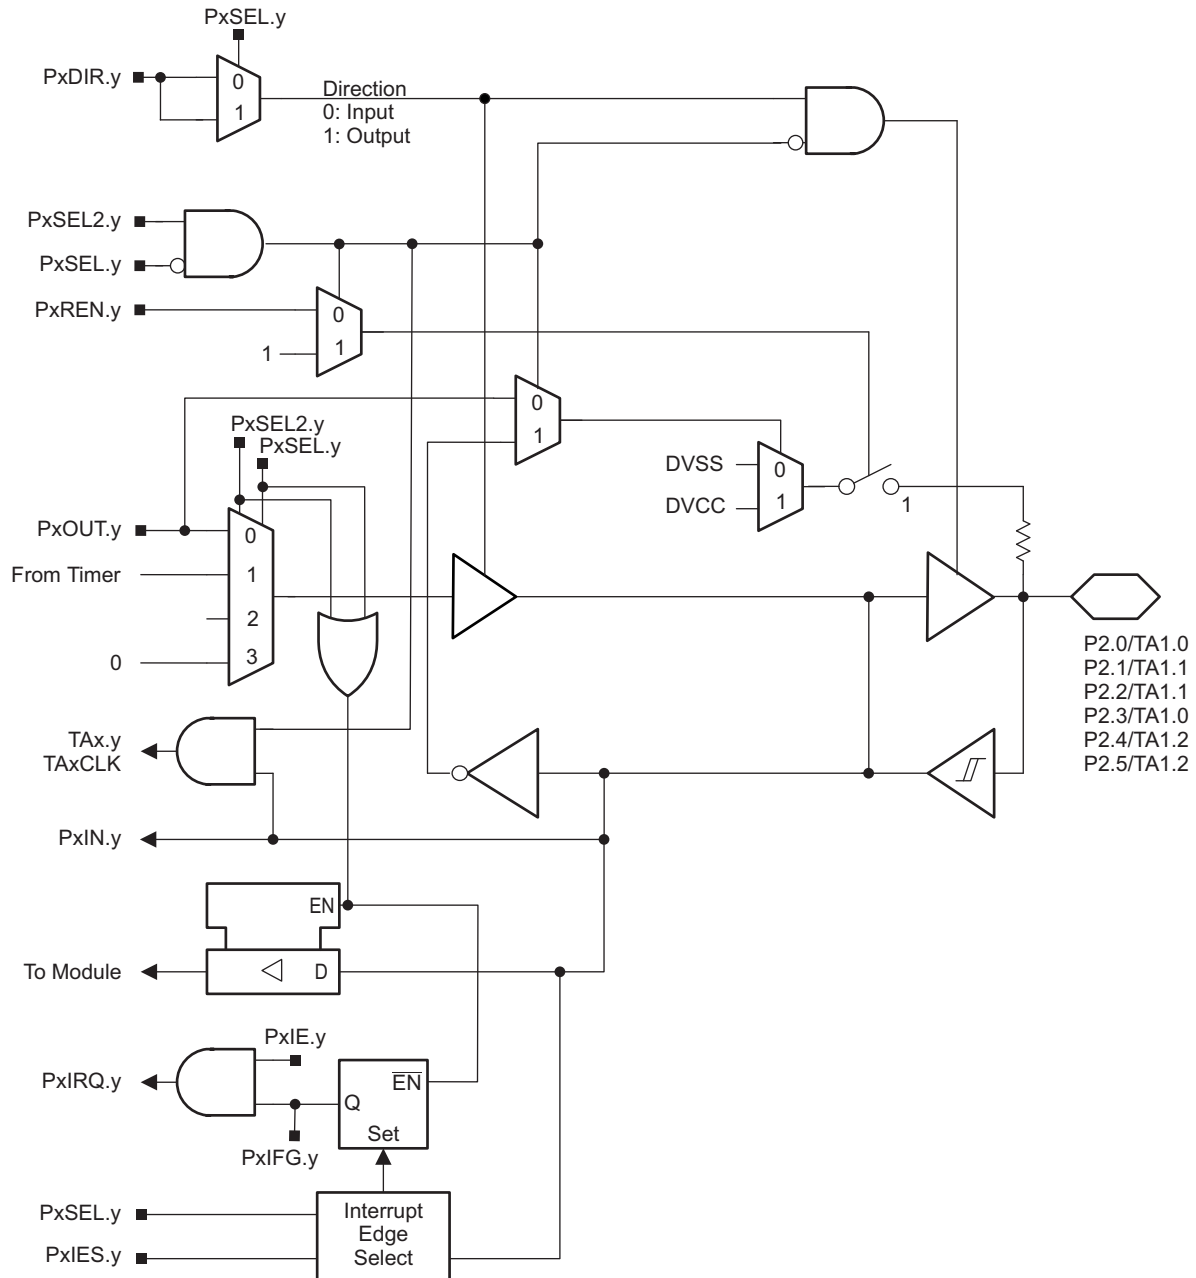 PxSEL.y
PxDIR.y
0
1
Direction
0: Input
1: Output
PxSEL2.y
PxSEL.y
PxREN.y
0
1
1
0
1
PxSEL2.y
PxSEL.y
DVSS
0
DVCC
1
1
PxOUT.y
0
From Timer
1
2
0
3
P2.0/TA1.0
P2.1/TA1.1
P2.2/TA1.1
P2.3/TA1.0
P2.4/TA1.2
P2.5/TA1.2
TAx.y
TAxCLK
PxIN.y
EN
To Module
D
PxIE.y
PxIRQ.y
EN
Q
Set
PxIFG.y
PxSEL.y
PxIES.y
Interrupt
Edge
Select